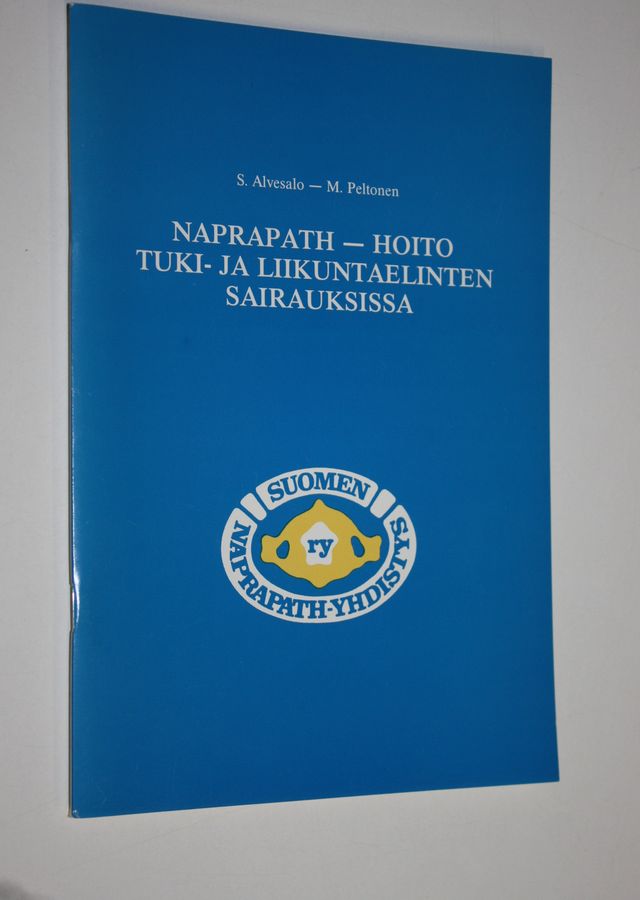 S. Alvesalo — M. Peltonen
NAPRAPATH — HOITO
TUKI- JA LIIKUNTAELINTEN
SAIRAUKSISSA
SUOMEN
ry
NAPRAPATH-YHDISTYS